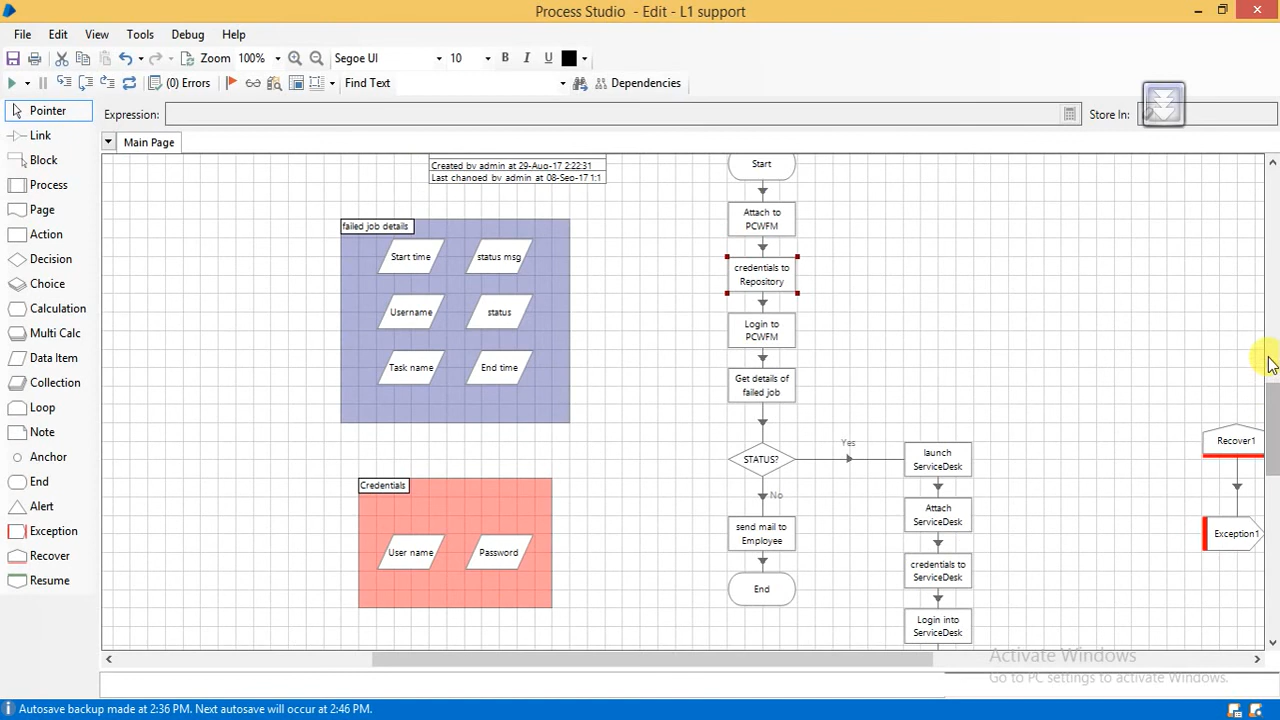 Process Studio - Edit - L1 support
File Edit View Tools Debug Help
Zoom 100% Segoe UI 10 B I U
(0) Errors Find Text Dependencies
Pointer
Link
Block
Process
Page
Action
Decision
Choice
Calculation
Multi Calc
Data Item
Collection
Loop
Note
Anchor
End
Alert
Exception
Recover
Resume
Expression: Store In:
Main Page
Created by admin at 29-Aug-17 2:22:31
Last changed by admin at 08-Sep-17 1:1
failed job details
Start time
status msg
Username
status
Task name
End time
Credentials
User name
Password
Start
Attach to
PCWFM
credentials to
Repository
Login to
PCWFM
Get details of
failed job
STATUS?
Yes
No
send mail to
Employee
End
launch
ServiceDesk
Attach
ServiceDesk
credentials to
ServiceDesk
Login into
ServiceDesk
Recover1
Exception1
Activate Windows
Go to PC settings to activate Windows.
Autosave backup made at 2:36 PM. Next autosave will occur at 2:46 PM.